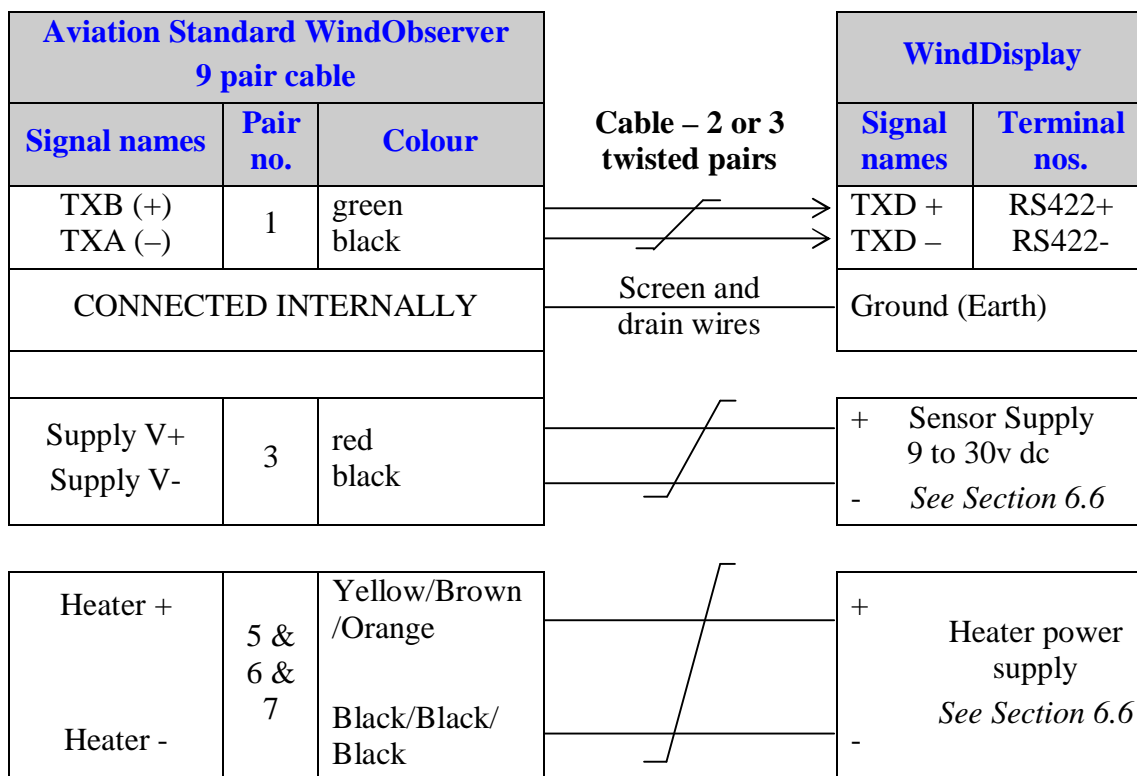 Aviation Standard WindObserver
9 pair cable
WindDisplay
Signal names
Pair
no.
Colour
Cable – 2 or 3
twisted pairs
Signal
names
Terminal
nos.
TXB (+)
TXA (–)
1
green
black
TXD +
TXD –
RS422+
RS422-
CONNECTED INTERNALLY
Screen and
drain wires
Ground (Earth)
Supply V+
Supply V-
3
red
black
+ Sensor Supply
9 to 30v dc
- See Section 6.6
Heater +
Heater -
5 &
6 &
7
Yellow/Brown
/Orange
Black/Black/
Black
+
Heater power
supply
See Section 6.6
-